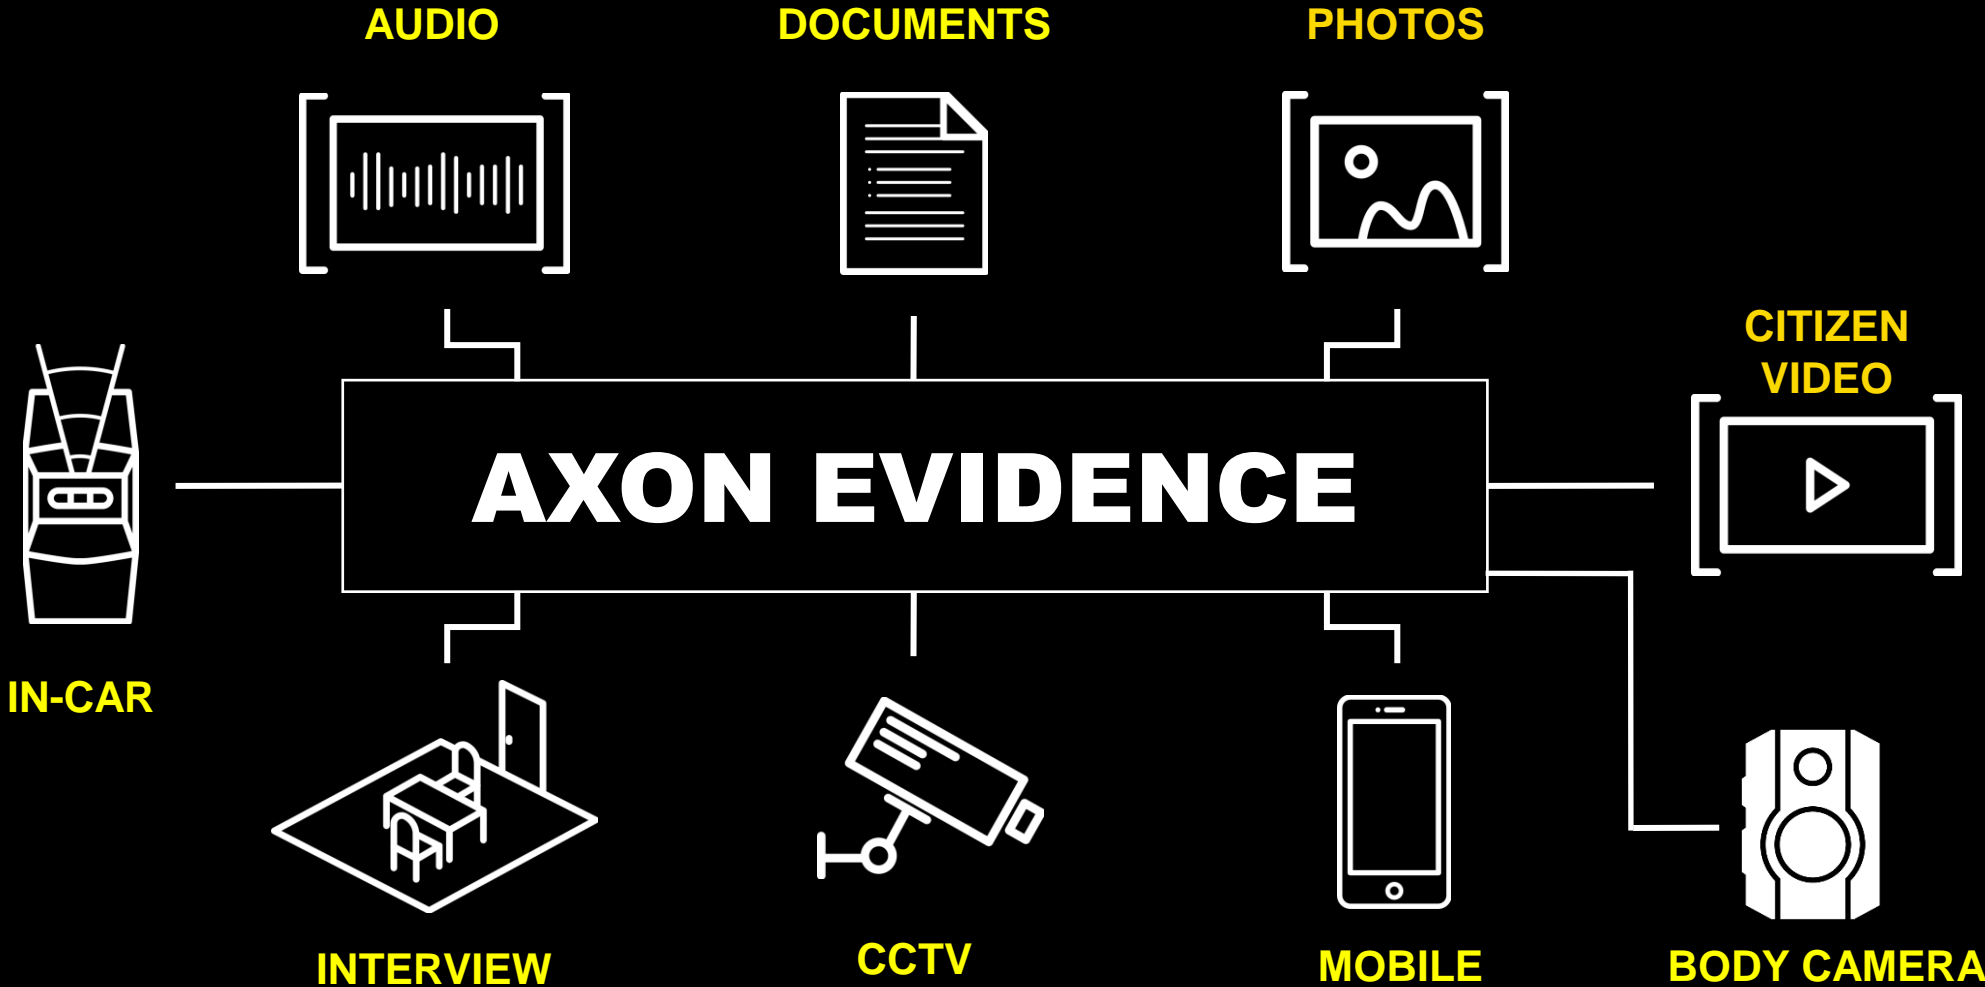 AUDIO
DOCUMENTS
PHOTOS
CITIZEN
VIDEO
AXON EVIDENCE
IN-CAR
INTERVIEW
CCTV
MOBILE
BODY CAMERA